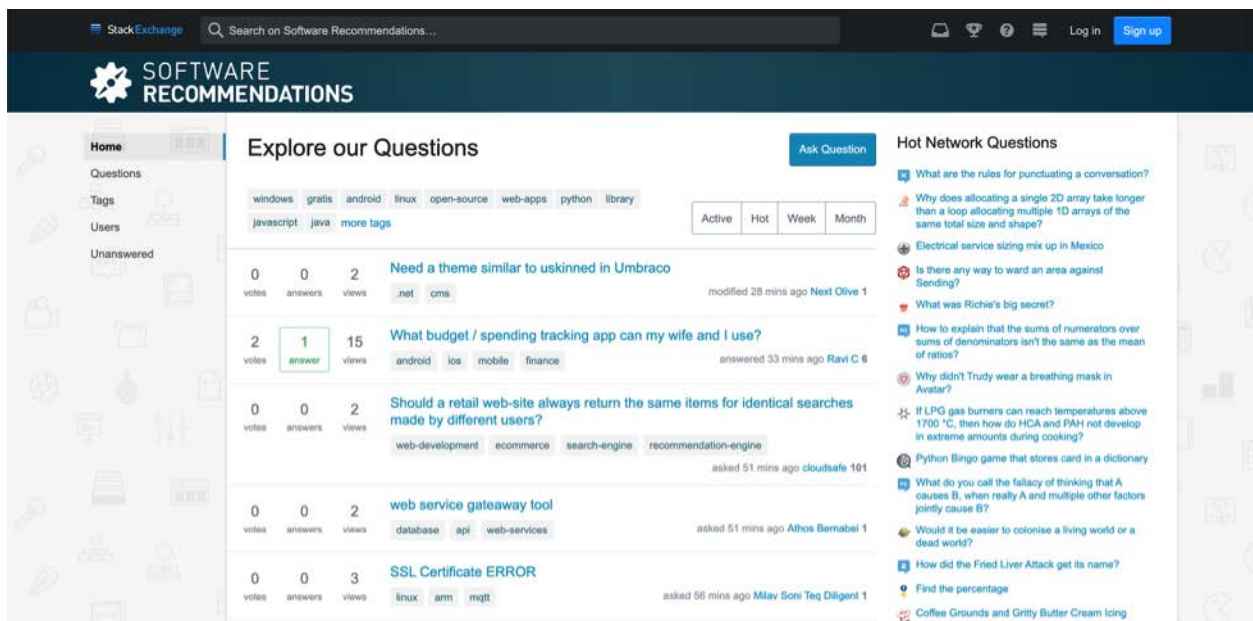 StackExchange
Search on Software Recommendations...
Log in
Sign up
SOFTWARE
RECOMMENDATIONS
Home
Questions
Tags
Users
Unanswered
Explore our Questions
Ask Question
windows gratis android linux open-source web-apps python library
javascript java more tags
Active Hot Week Month
0 0 2
votes answers views
Need a theme similar to uskinned in Umbraco
.net cms
modified 28 mins ago Next Olive 1
2 1 15
votes answer views
What budget / spending tracking app can my wife and I use?
android ios mobile finance
answered 33 mins ago Ravi C 6
0 0 2
votes answers views
Should a retail web-site always return the same items for identical searches
made by different users?
web-development ecommerce search-engine recommendation-engine
asked 51 mins ago cloudsafe 101
0 0 2
votes answers views
web service gateaway tool
database api web-services
asked 51 mins ago Athos Bernabei 1
0 0 3
votes answers views
SSL Certificate ERROR
linux arm mqtt
asked 56 mins ago Milav Soni Teq Diligent 1
Hot Network Questions
What are the rules for punctuating a conversation?
Why does allocating a single 2D array take longer
than a loop allocating multiple 1D arrays of the
same total size and shape?
Electrical service sizing mix up in Mexico
Is there any way to ward an area against
Sending?
What was Richie's big secret?
How to explain that the sums of numerators over
sums of denominators isn't the same as the mean
of ratios?
Why didn't Trudy wear a breathing mask in
Avatar?
If LPG gas burners can reach temperatures above
1700 °C, then how do HCA and PAH not develop
in extreme amounts during cooking?
Python Bingo game that stores card in a dictionary
What do you call the fallacy of thinking that A
causes B, when really A and multiple other factors
jointly cause B?
Would it be easier to colonise a living world or a
dead world?
How did the Fried Liver Attack get its name?
Find the percentage
Coffee Grounds and Gritty Butter Cream Icing